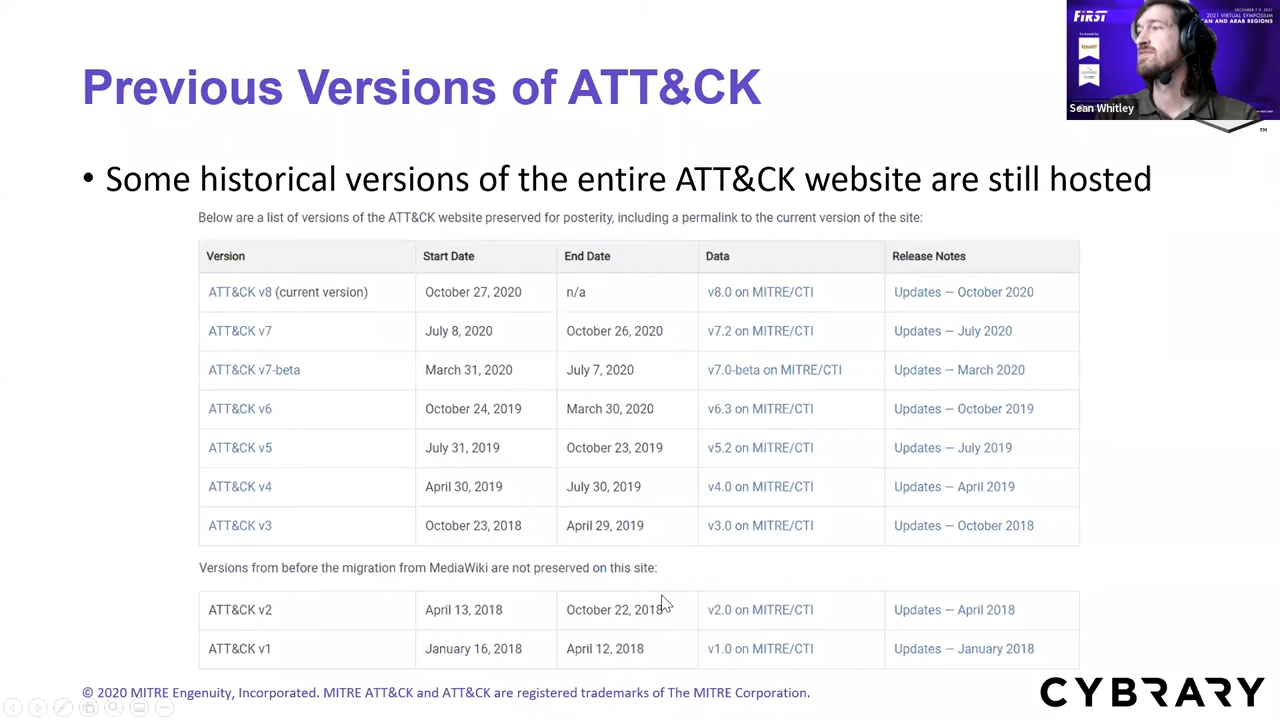 Previous Versions of ATT&CK
FIRST
DECEMBER 7-9, 2021
2021 VIRTUAL SYMPOSIUM
AN AND ARAB REGIONS
Sean Whitley
TM
• Some historical versions of the entire ATT&CK website are still hosted
Below are a list of versions of the ATT&CK website preserved for posterity, including a permalink to the current version of the site:
Version Start Date End Date Data Release Notes
ATT&CK v8 (current version) October 27, 2020 n/a v8.0 on MITRE/CTI Updates — October 2020
ATT&CK v7 July 8, 2020 October 26, 2020 v7.2 on MITRE/CTI Updates — July 2020
ATT&CK v7-beta March 31, 2020 July 7, 2020 v7.0-beta on MITRE/CTI Updates — March 2020
ATT&CK v6 October 24, 2019 March 30, 2020 v6.3 on MITRE/CTI Updates — October 2019
ATT&CK v5 July 31, 2019 October 23, 2019 v5.2 on MITRE/CTI Updates — July 2019
ATT&CK v4 April 30, 2019 July 30, 2019 v4.0 on MITRE/CTI Updates — April 2019
ATT&CK v3 October 23, 2018 April 29, 2019 v3.0 on MITRE/CTI Updates — October 2018
Versions from before the migration from MediaWiki are not preserved on this site:
ATT&CK v2 April 13, 2018 October 22, 2018 v2.0 on MITRE/CTI Updates — April 2018
ATT&CK v1 January 16, 2018 April 12, 2018 v1.0 on MITRE/CTI Updates — January 2018
© 2020 MITRE Engenuity, Incorporated. MITRE ATT&CK and ATT&CK are registered trademarks of The MITRE Corporation.
CYBRARY